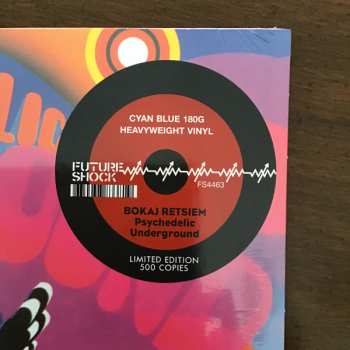 CYAN BLUE 180G
HEAVYWEIGHT VINYL
FUTURE
SHOCK
FS4463
BOKAJ RETSIEM
Psychedelic
Underground
LIMITED EDITION
500 COPIES